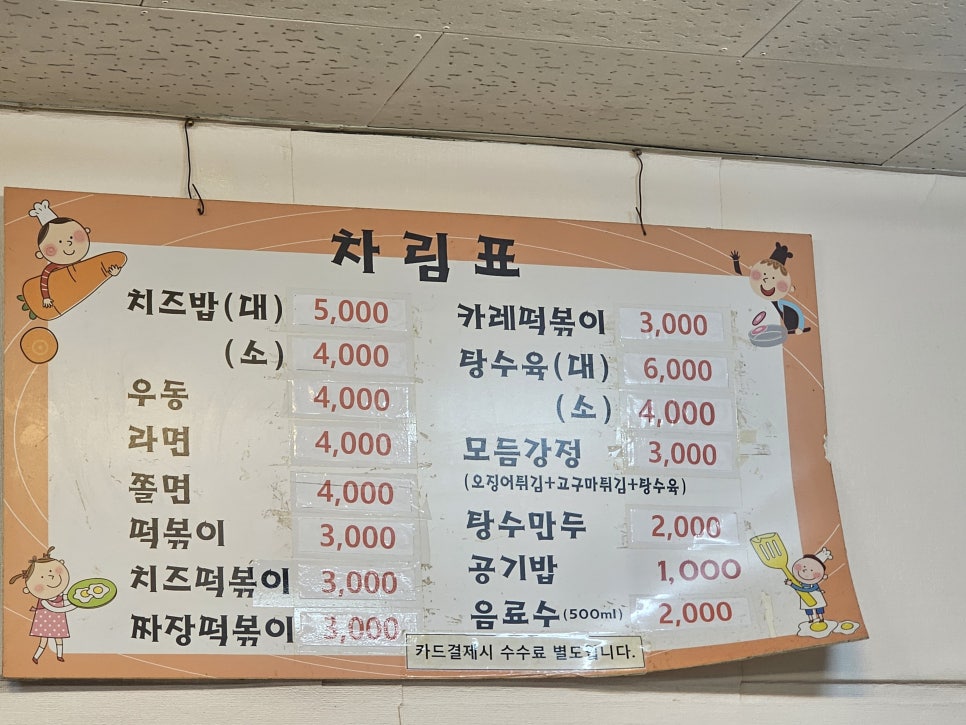 차림표
치즈밥(대) 5,000
(소) 4,000
우동 4,000
라면 4,000
쫄면 4,000
떡볶이 3,000
치즈떡볶이 3,000
짜장떡볶이 3,000
카레떡볶이 3,000
탕수육(대) 6,000
(소) 4,000
모듬강정 3,000
(오징어튀김+고구마튀김+탕수육)
탕수만두 2,000
공기밥 1,000
음료수(500ml) 2,000
카드결제시 수수료 별도입니다.